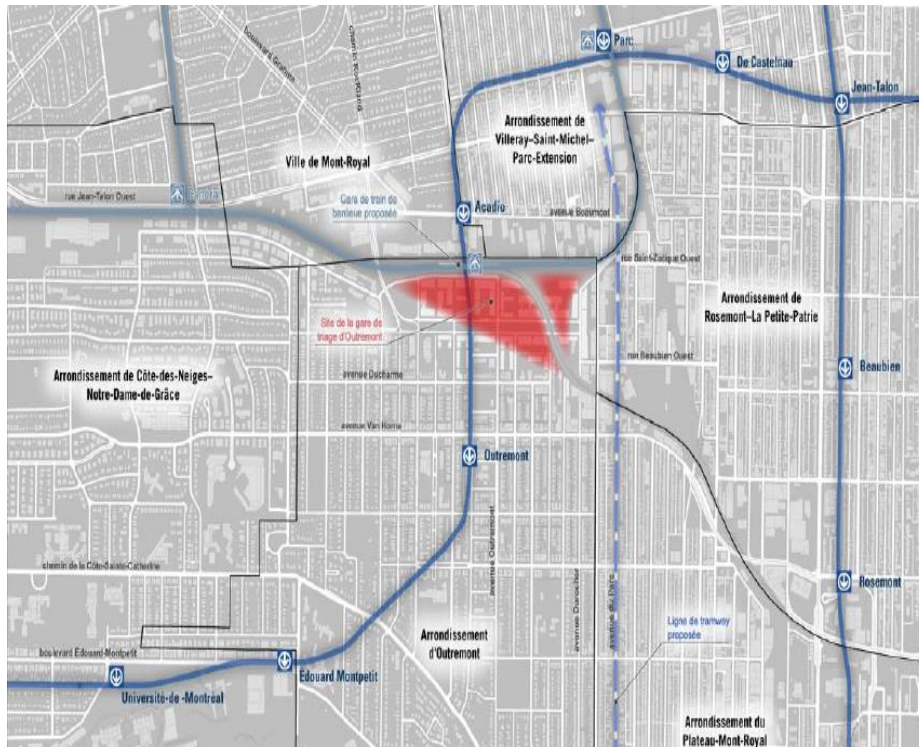 boulevard Graham
Parc
De Castelnau
Jean-Talon
Arrondissement de
Villeray–Saint-Michel–
Parc-Extension
Ville de Mont-Royal
rue Jean-Talon Ouest
Canora
Gare de train de
banlieue proposée
Acadie
avenue Beaumont
rue Saint-Zotique Ouest
Arrondissement de
Rosemont–La Petite-Patrie
Site de la gare de
triage d'Outremont
rue Beaubien Ouest
Beaubien
Arrondissement de Côte-des-Neiges–
Notre-Dame-de-Grâce
avenue Ducharme
avenue Van Horne
Outremont
avenue Outremont
chemin de la Côte-Sainte-Catherine
avenue Durocher
avenue du Parc
Rosemont
Ligne de tramway
proposée
Arrondissement
d'Outremont
boulevard Édouard-Montpetit
Édouard Montpetit
Université-de -Montréal
Arrondissement du
Plateau-Mont-Royal